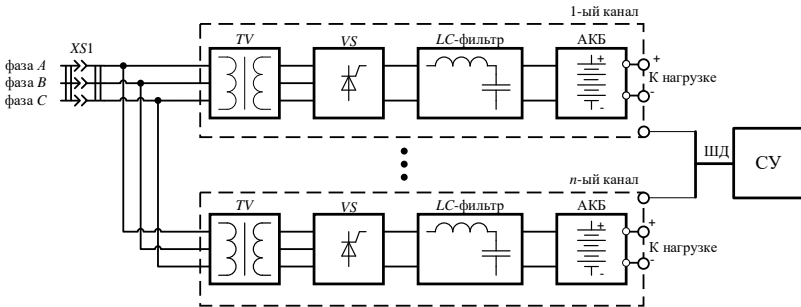 1-ый канал
XS1
TV
VS
LC-фильтр
АКБ
фаза A
фаза B
фаза C
+
-
+
К нагрузке
-
ШД
СУ
n-ый канал
TV
VS
LC-фильтр
АКБ
+
-
+
К нагрузке
-